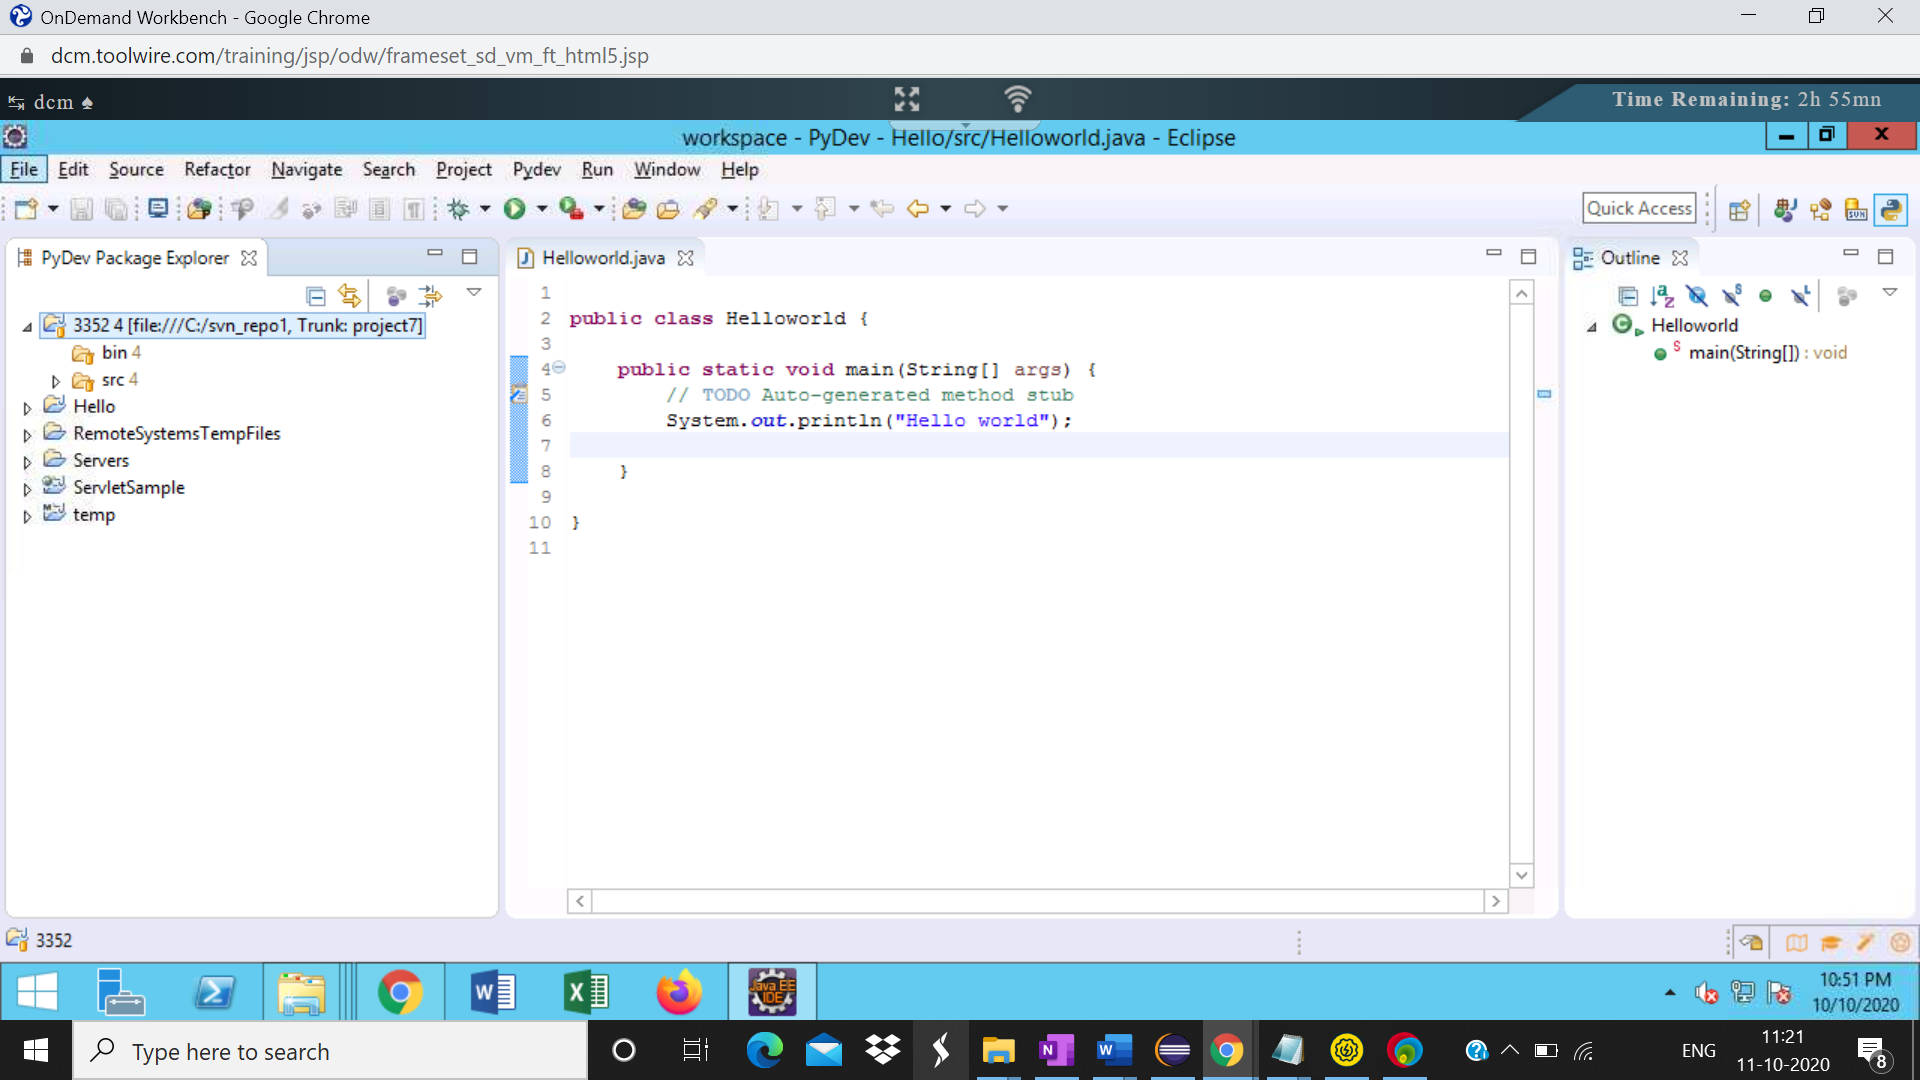 OnDemand Workbench - Google Chrome
dcm.toolwire.com/training/jsp/odw/frameset_sd_vm_ft_html5.jsp
dcm ♠
Time Remaining: 2h 55mn
workspace - PyDev - Hello/src/Helloworld.java - Eclipse
File Edit Source Refactor Navigate Search Project Pydev Run Window Help
Quick Access
PyDev Package Explorer
3352 4 [file:///C:/svn_repo1, Trunk: project7]
bin 4
src 4
Hello
RemoteSystemsTempFiles
Servers
ServletSample
temp
Helloworld.java
1
2 public class Helloworld {
3
4 public static void main(String[] args) {
5 // TODO Auto-generated method stub
6 System.out.println("Hello world");
7
8 }
9
10 }
11
Outline
Helloworld
main(String[]) : void
3352
Java EE
IDE
10:51 PM
10/10/2020
Type here to search
ENG
11:21
11-10-2020
8